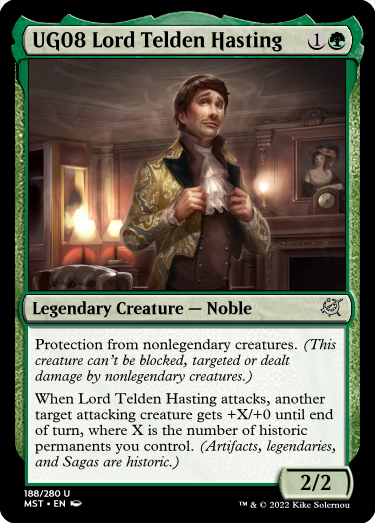 UG08 Lord Telden Hasting 1
Legendary Creature — Noble
Protection from nonlegendary creatures. (This
creature can't be blocked, targeted or dealt
damage by nonlegendary creatures.)
When Lord Telden Hasting attacks, another
target attacking creature gets +X/+0 until end
of turn, where X is the number of historic
permanents you control. (Artifacts, legendaries,
and Sagas are historic.)
2/2
188/280 U
MST • EN
™ & © 2022 Kike Solernou